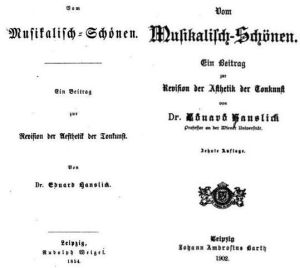 Vom
Musikalisch-Schönen.
Ein Beitrag
zur
Revision der Aesthetik der Tonkunst.
Von
Dr. Eduard Hanslick.
Leipzig,
Rudolph Weigel.
1854.
Vom
Musikalisch-Schönen.
Ein Beitrag
zur
Revision der Ästhetik der Tonkunst
von
Dr. Eduard Hanslick
Professor an der Wiener Universität.
Zehnte Auflage.
Leipzig
Johann Ambrosius Barth
1902.